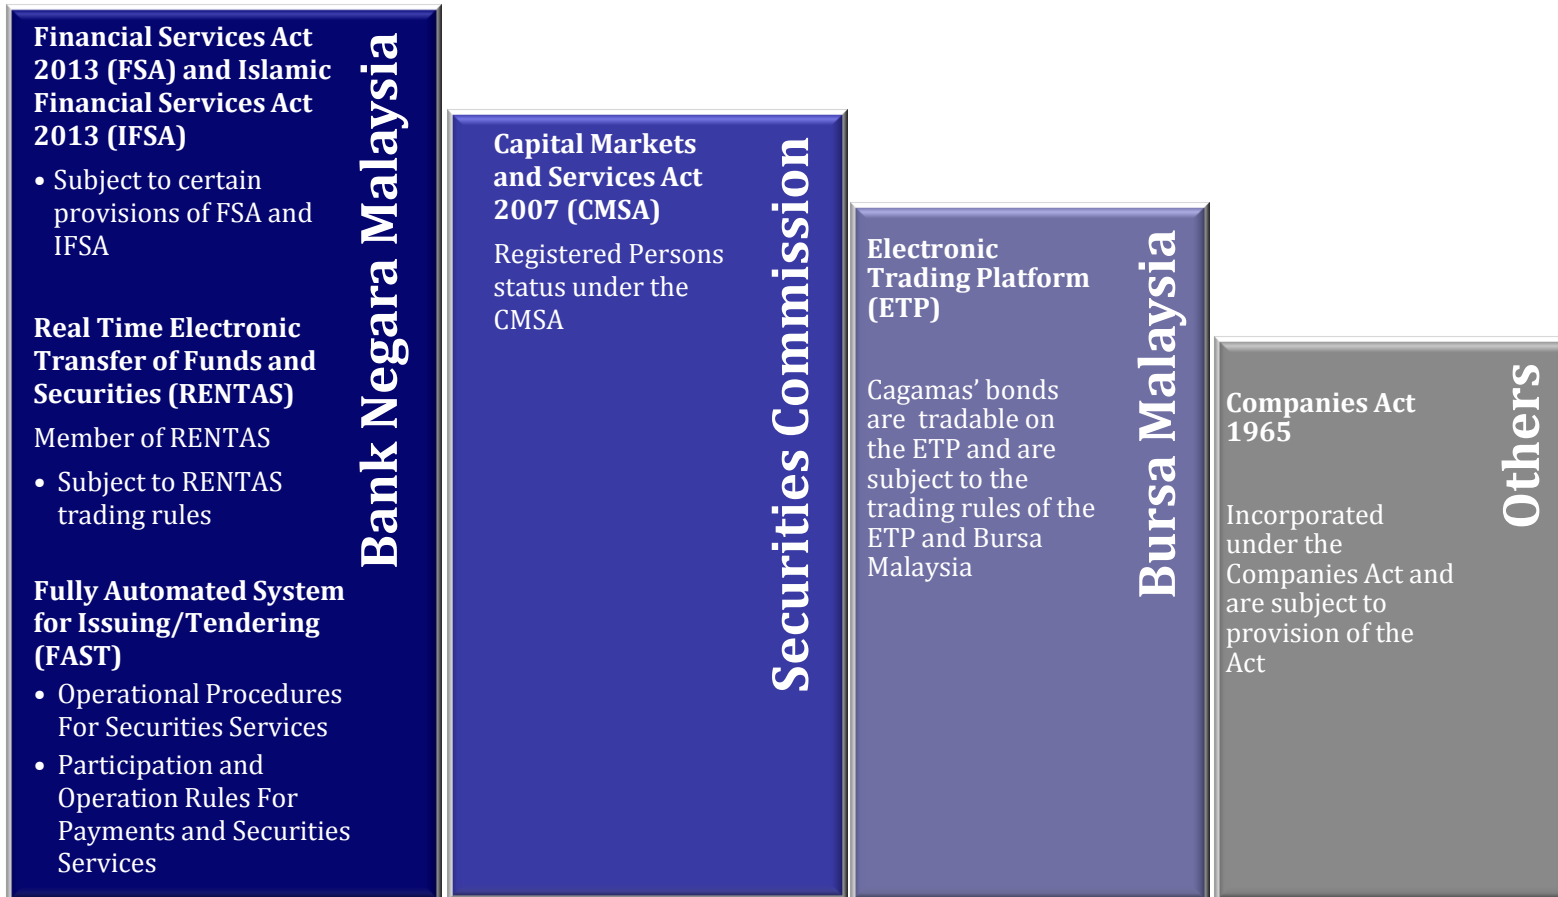 Financial Services Act
2013 (FSA) and Islamic
Financial Services Act
2013 (IFSA)
• Subject to certain
provisions of FSA and
IFSA
Real Time Electronic
Transfer of Funds and
Securities (RENTAS)
Member of RENTAS
• Subject to RENTAS
trading rules
Fully Automated System
for Issuing/Tendering
(FAST)
• Operational Procedures
For Securities Services
• Participation and
Operation Rules For
Payments and Securities
Services
Bank Negara Malaysia
Capital Markets
and Services Act
2007 (CMSA)
Registered Persons
status under the
CMSA
Securities Commission
Electronic
Trading Platform
(ETP)
Cagamas’ bonds
are tradable on
the ETP and are
subject to the
trading rules of the
ETP and Bursa
Malaysia
Bursa Malaysia
Companies Act
1965
Incorporated
under the
Companies Act and
are subject to
provision of the
Act
Others